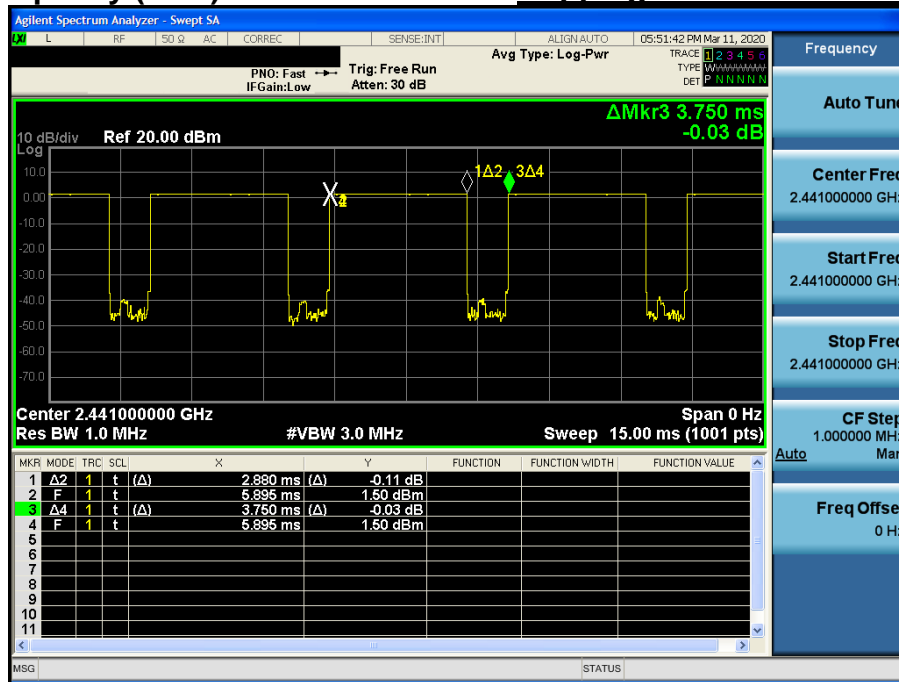 Agilent Spectrum Analyzer - Swept SA
LXI L RF 50 Ω AC CORREC SENSE:INT ALIGNAUTO 05:51:42 PM Mar 11, 2020
Frequency
Avg Type: Log-Pwr
TRACE 1 2 3 4 5 6
PNO: Fast Trig: Free Run
TYPE WWWWWW
IFGain:Low Atten: 30 dB
DET P N N N N N
Auto Tune
ΔMkr3 3.750 ms
-0.03 dB
10 dB/div Ref 20.00 dBm
Log
10.0
0.00
-10.0
-20.0
-30.0
-40.0
-50.0
-60.0
-70.0
1Δ2 3Δ4
Center Freq
2.441000000 GHz
Start Freq
2.441000000 GHz
Stop Freq
2.441000000 GHz
CF Step
1.000000 MHz
Auto Man
Freq Offset
0 Hz
Center 2.441000000 GHz Span 0 Hz
Res BW 1.0 MHz #VBW 3.0 MHz Sweep 15.00 ms (1001 pts)
MKR MODE TRC SCL X Y FUNCTION FUNCTION WIDTH FUNCTION VALUE
1 Δ2 1 t (Δ) 2.880 ms (Δ) -0.11 dB
2 F 1 t 5.895 ms 1.50 dBm
3 Δ4 1 t (Δ) 3.750 ms (Δ) -0.03 dB
4 F 1 t 5.895 ms 1.50 dBm
5
6
7
8
9
10
11
MSG STATUS